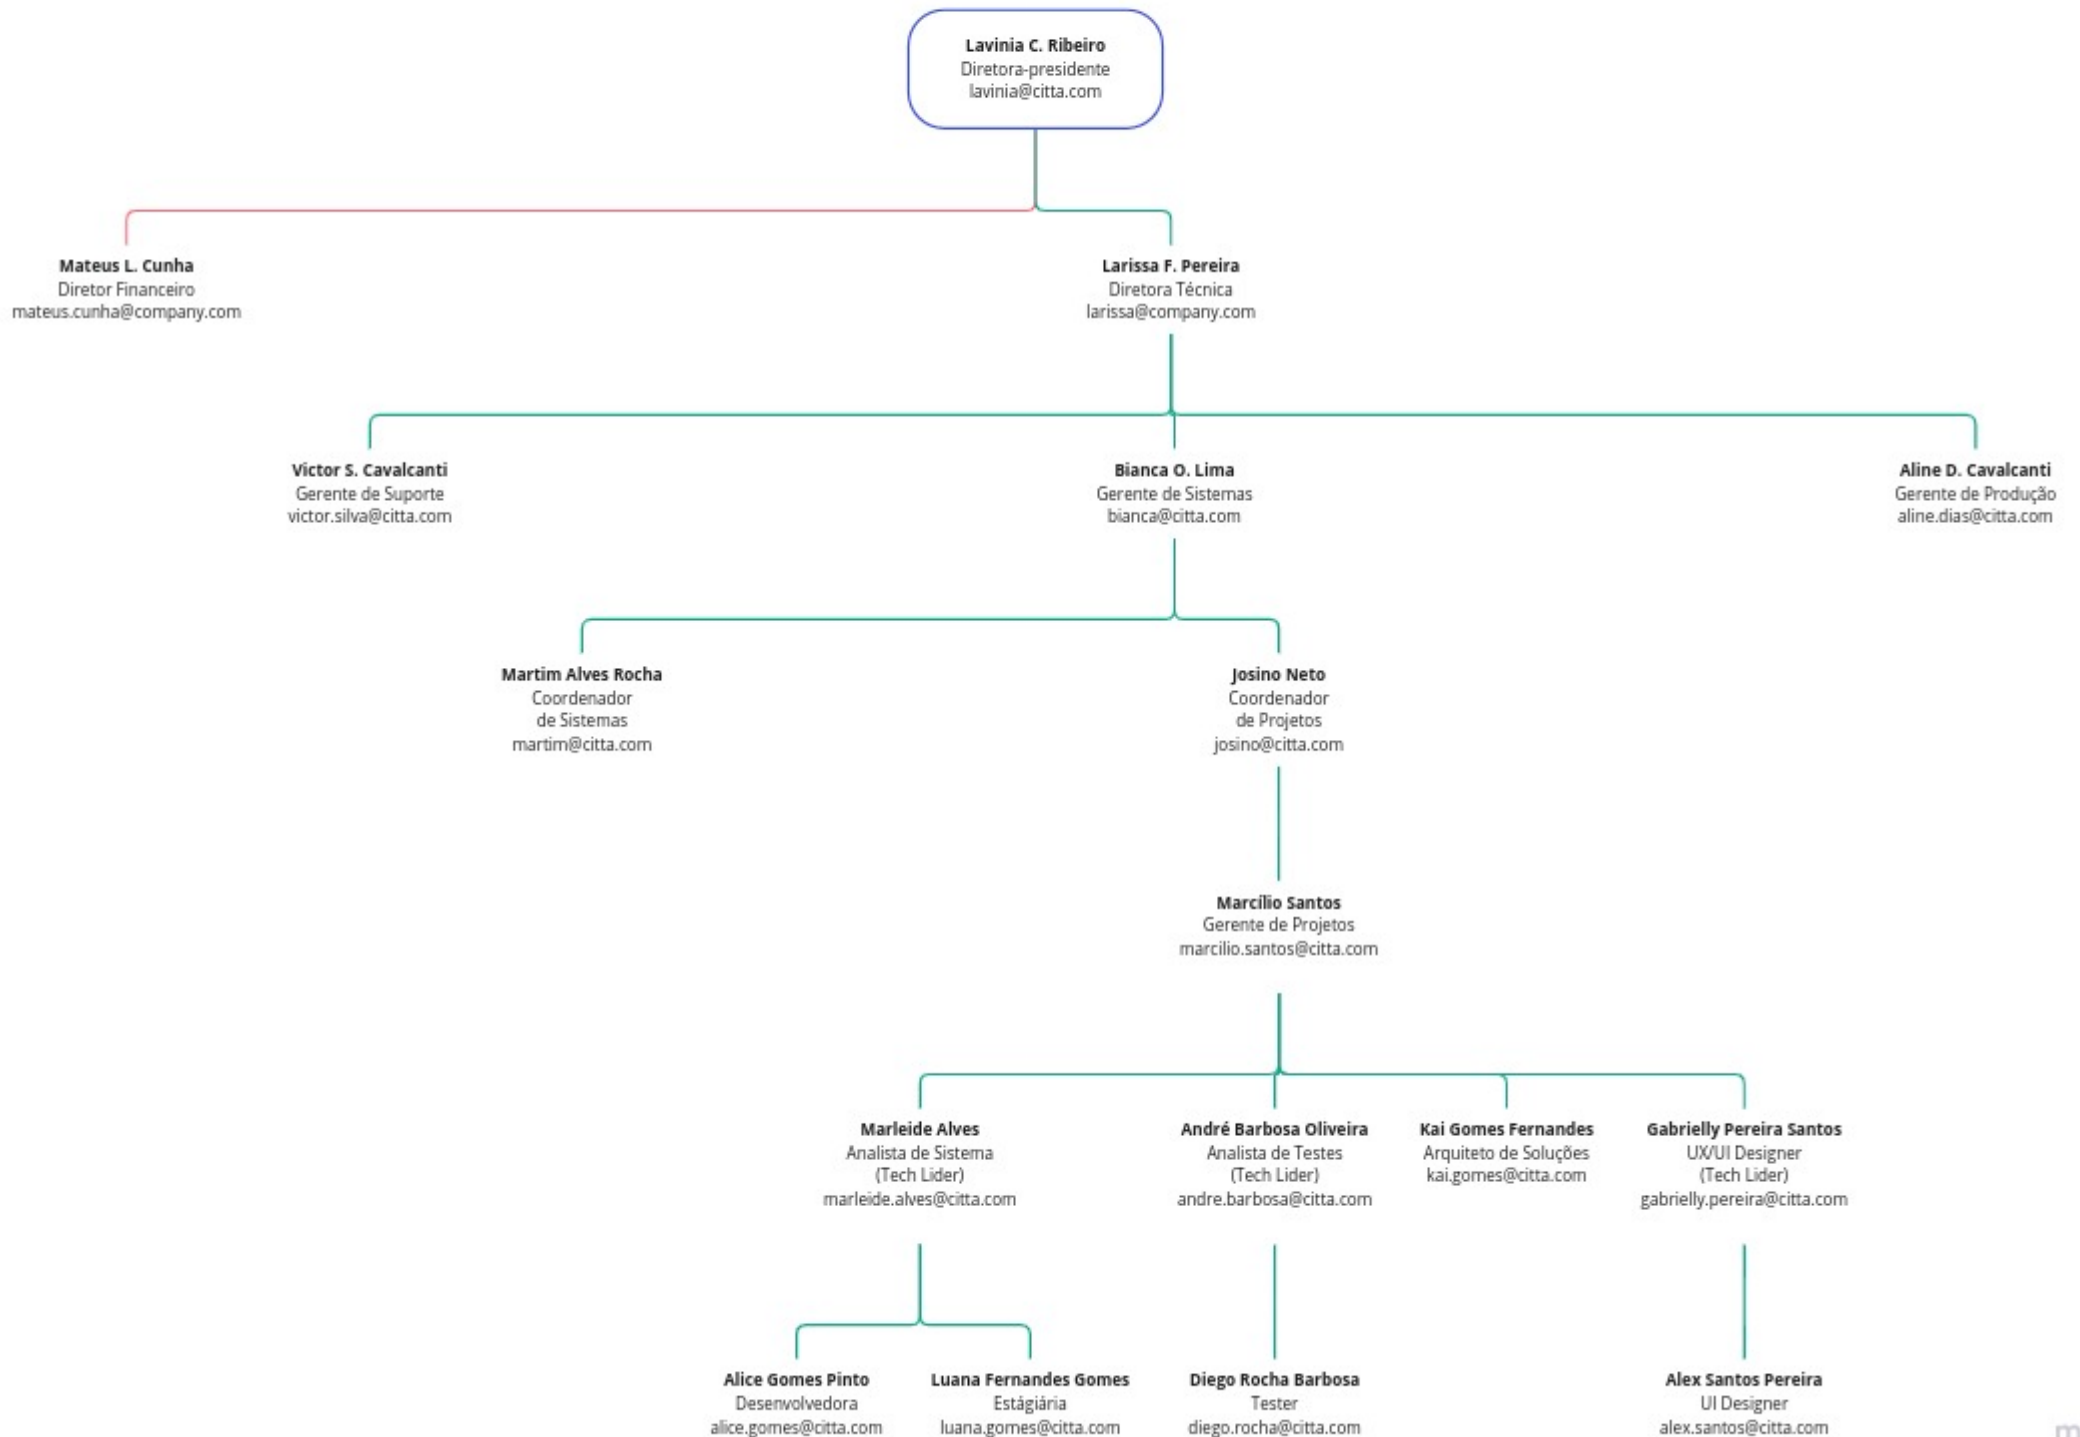 Lavinia C. Ribeiro
Diretora-presidente
lavinia@citta.com
Mateus L. Cunha
Diretor Financeiro
mateus.cunha@company.com
Larissa F. Pereira
Diretora Técnica
larissa@company.com
Victor S. Cavalcanti
Gerente de Suporte
victor.silva@citta.com
Bianca O. Lima
Gerente de Sistemas
bianca@citta.com
Aline D. Cavalcanti
Gerente de Produção
aline.dias@citta.com
Martim Alves Rocha
Coordenador
de Sistemas
martim@citta.com
Josino Neto
Coordenador
de Projetos
josino@citta.com
Marcílio Santos
Gerente de Projetos
marcilio.santos@citta.com
Marleide Alves
Analista de Sistema
(Tech Lider)
marleide.alves@citta.com
André Barbosa Oliveira
Analista de Testes
(Tech Lider)
andre.barbosa@citta.com
Kai Gomes Fernandes
Arquiteto de Soluções
kai.gomes@citta.com
Gabrielly Pereira Santos
UX/UI Designer
(Tech Lider)
gabrielly.pereira@citta.com
Alice Gomes Pinto
Desenvolvedora
alice.gomes@citta.com
Luana Fernandes Gomes
Estágiária
luana.gomes@citta.com
Diego Rocha Barbosa
Tester
diego.rocha@citta.com
Alex Santos Pereira
UI Designer
alex.santos@citta.com